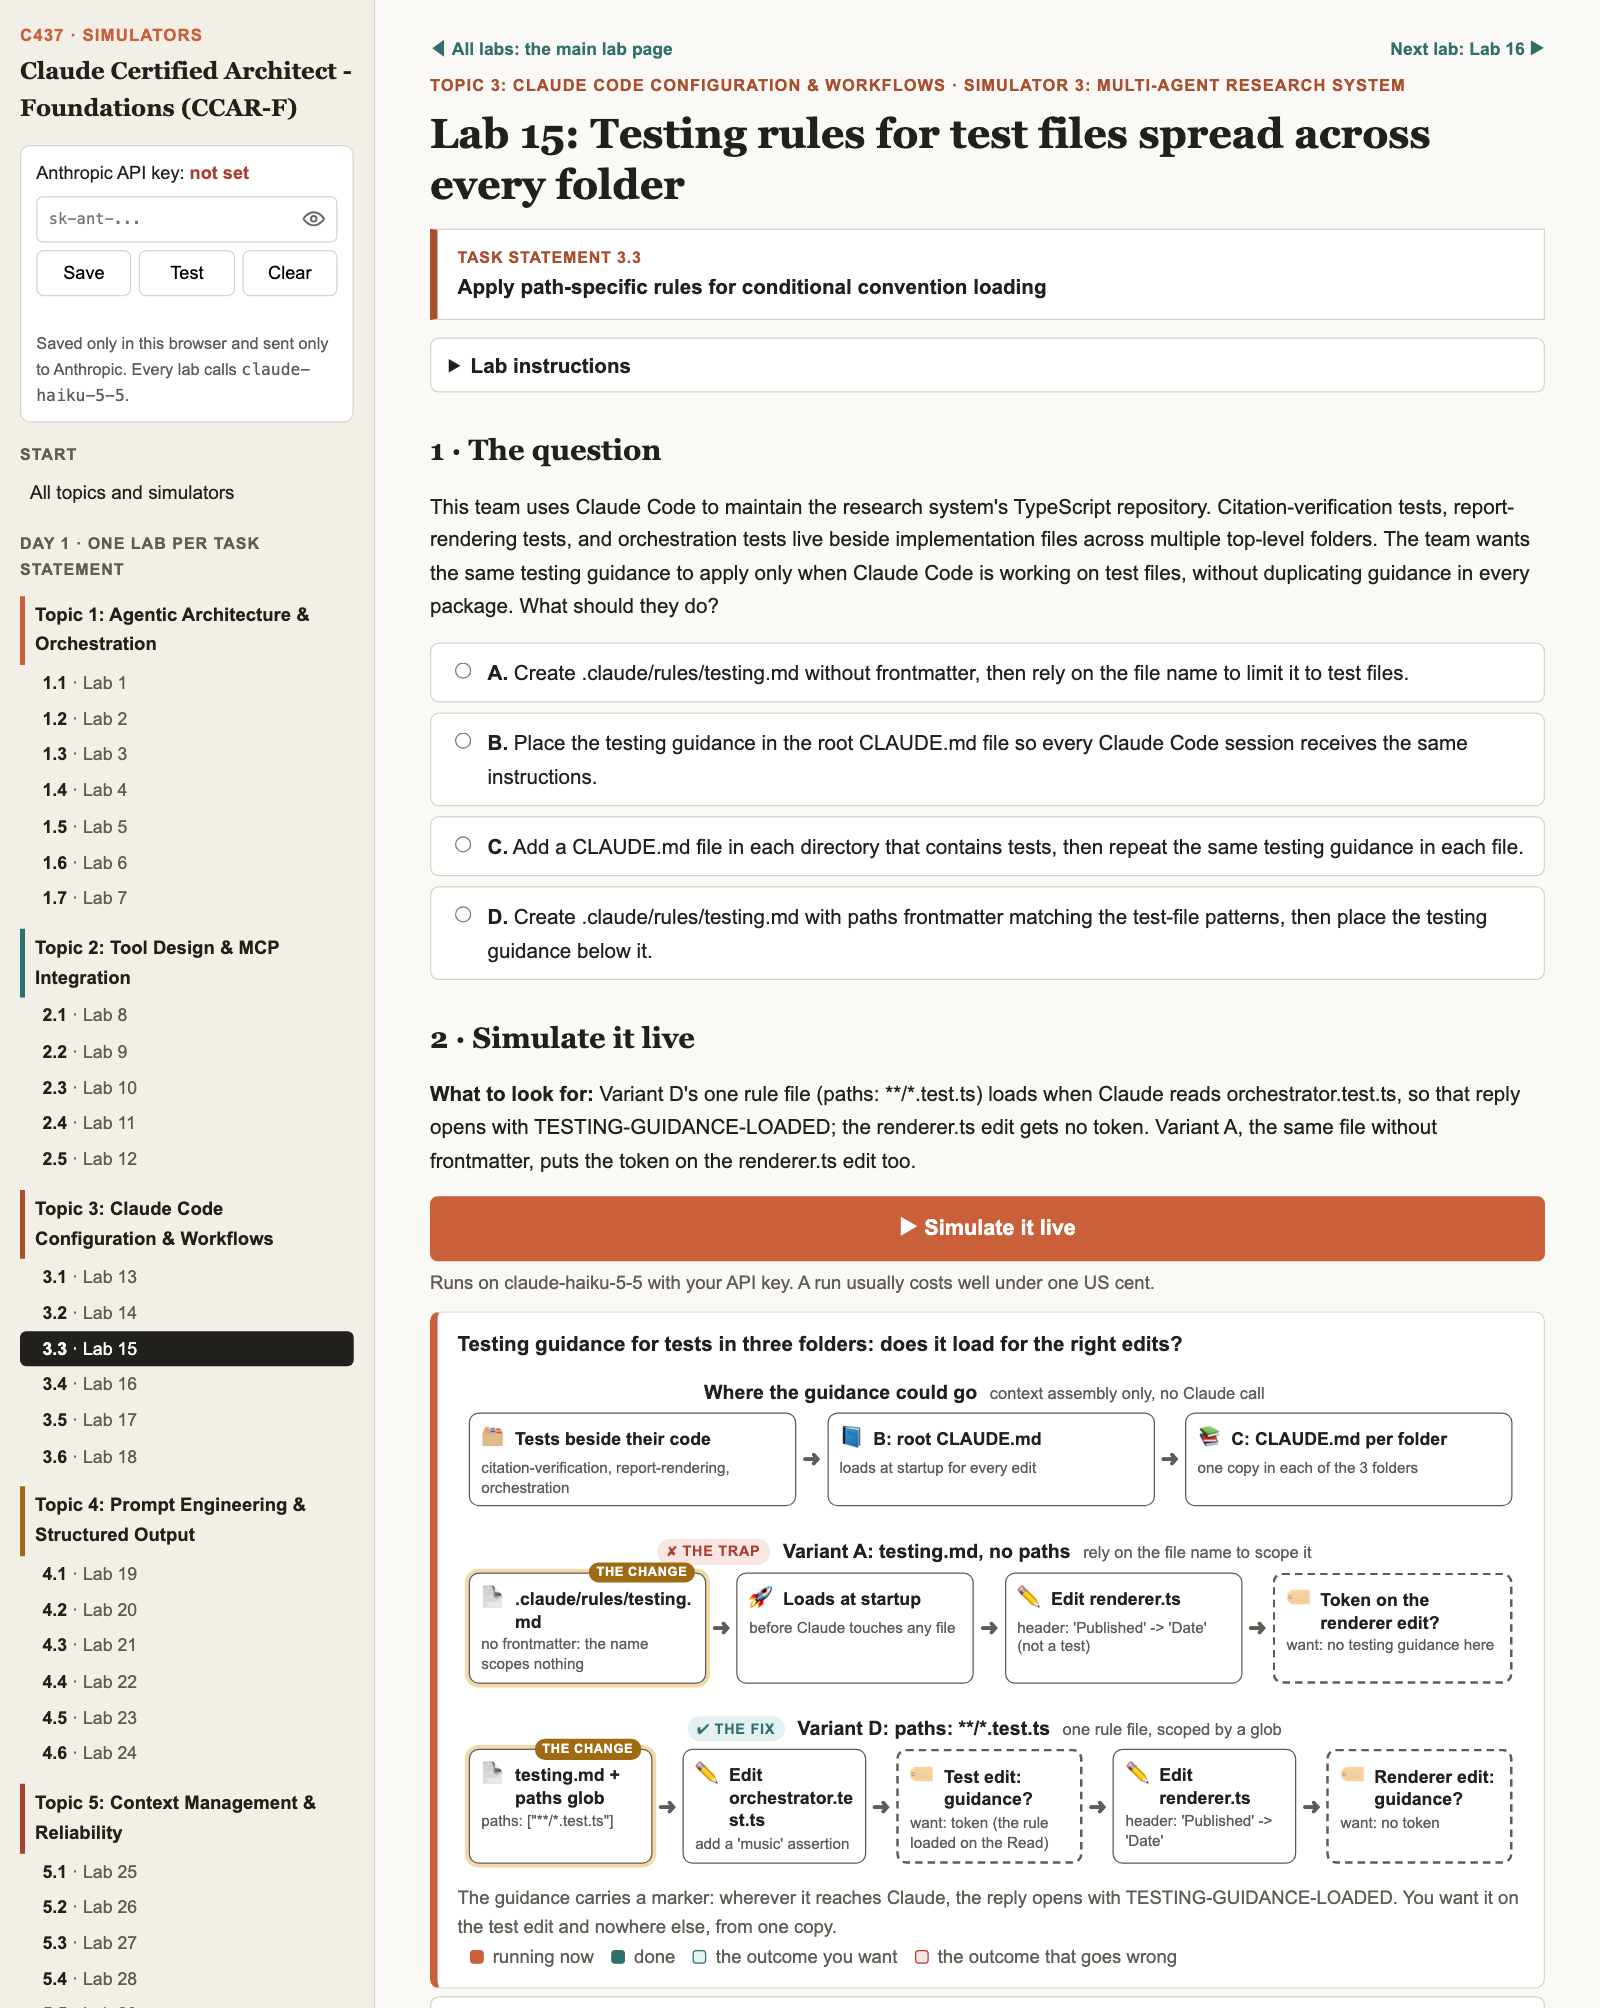 C437 · SIMULATORS
Claude Certified Architect -
Foundations (CCAR-F)
Anthropic API key: not set
sk-ant-...
Save
Test
Clear
Saved only in this browser and sent only
to Anthropic. Every lab calls claude-
haiku-5-5.
START
All topics and simulators
DAY 1 · ONE LAB PER TASK
STATEMENT
Topic 1: Agentic Architecture &
Orchestration
1.1 · Lab 1
1.2 · Lab 2
1.3 · Lab 3
1.4 · Lab 4
1.5 · Lab 5
1.6 · Lab 6
1.7 · Lab 7
Topic 2: Tool Design & MCP
Integration
2.1 · Lab 8
2.2 · Lab 9
2.3 · Lab 10
2.4 · Lab 11
2.5 · Lab 12
Topic 3: Claude Code
Configuration & Workflows
3.1 · Lab 13
3.2 · Lab 14
3.3 · Lab 15
3.4 · Lab 16
3.5 · Lab 17
3.6 · Lab 18
Topic 4: Prompt Engineering &
Structured Output
4.1 · Lab 19
4.2 · Lab 20
4.3 · Lab 21
4.4 · Lab 22
4.5 · Lab 23
4.6 · Lab 24
Topic 5: Context Management &
Reliability
5.1 · Lab 25
5.2 · Lab 26
5.3 · Lab 27
5.4 · Lab 28
◀ All labs: the main lab page
Next lab: Lab 16 ▶
TOPIC 3: CLAUDE CODE CONFIGURATION & WORKFLOWS · SIMULATOR 3: MULTI-AGENT RESEARCH SYSTEM
Lab 15: Testing rules for test files spread across
every folder
TASK STATEMENT 3.3
Apply path-specific rules for conditional convention loading
▶ Lab instructions
1 · The question
This team uses Claude Code to maintain the research system's TypeScript repository. Citation-verification tests, report-
rendering tests, and orchestration tests live beside implementation files across multiple top-level folders. The team wants
the same testing guidance to apply only when Claude Code is working on test files, without duplicating guidance in every
package. What should they do?
A. Create .claude/rules/testing.md without frontmatter, then rely on the file name to limit it to test files.
B. Place the testing guidance in the root CLAUDE.md file so every Claude Code session receives the same
instructions.
C. Add a CLAUDE.md file in each directory that contains tests, then repeat the same testing guidance in each file.
D. Create .claude/rules/testing.md with paths frontmatter matching the test-file patterns, then place the testing
guidance below it.
2 · Simulate it live
What to look for: Variant D's one rule file (paths: **/*.test.ts) loads when Claude reads orchestrator.test.ts, so that reply
opens with TESTING-GUIDANCE-LOADED; the renderer.ts edit gets no token. Variant A, the same file without
frontmatter, puts the token on the renderer.ts edit too.
▶ Simulate it live
Runs on claude-haiku-5-5 with your API key. A run usually costs well under one US cent.
Testing guidance for tests in three folders: does it load for the right edits?
Where the guidance could go context assembly only, no Claude call
Tests beside their code
citation-verification, report-rendering,
orchestration
➜
B: root CLAUDE.md
loads at startup for every edit
➜
C: CLAUDE.md per folder
one copy in each of the 3 folders
✘ THE TRAP Variant A: testing.md, no paths rely on the file name to scope it
THE CHANGE
.claude/rules/testing.
md
no frontmatter: the name
scopes nothing
➜
Loads at startup
before Claude touches any file
➜
Edit renderer.ts
header: 'Published' -> 'Date'
(not a test)
➜
Token on the
renderer edit?
want: no testing guidance here
✔ THE FIX Variant D: paths: **/*.test.ts one rule file, scoped by a glob
THE CHANGE
testing.md +
paths glob
paths: ["**/*.test.ts"]
➜
Edit
orchestrator.te
st.ts
add a 'music' assertion
➜
Test edit:
guidance?
want: token (the rule
loaded on the Read)
➜
Edit
renderer.ts
header: 'Published' ->
'Date'
➜
Renderer edit:
guidance?
want: no token
The guidance carries a marker: wherever it reaches Claude, the reply opens with TESTING-GUIDANCE-LOADED. You want it on
the test edit and nowhere else, from one copy.
running now
done
the outcome you want
the outcome that goes wrong